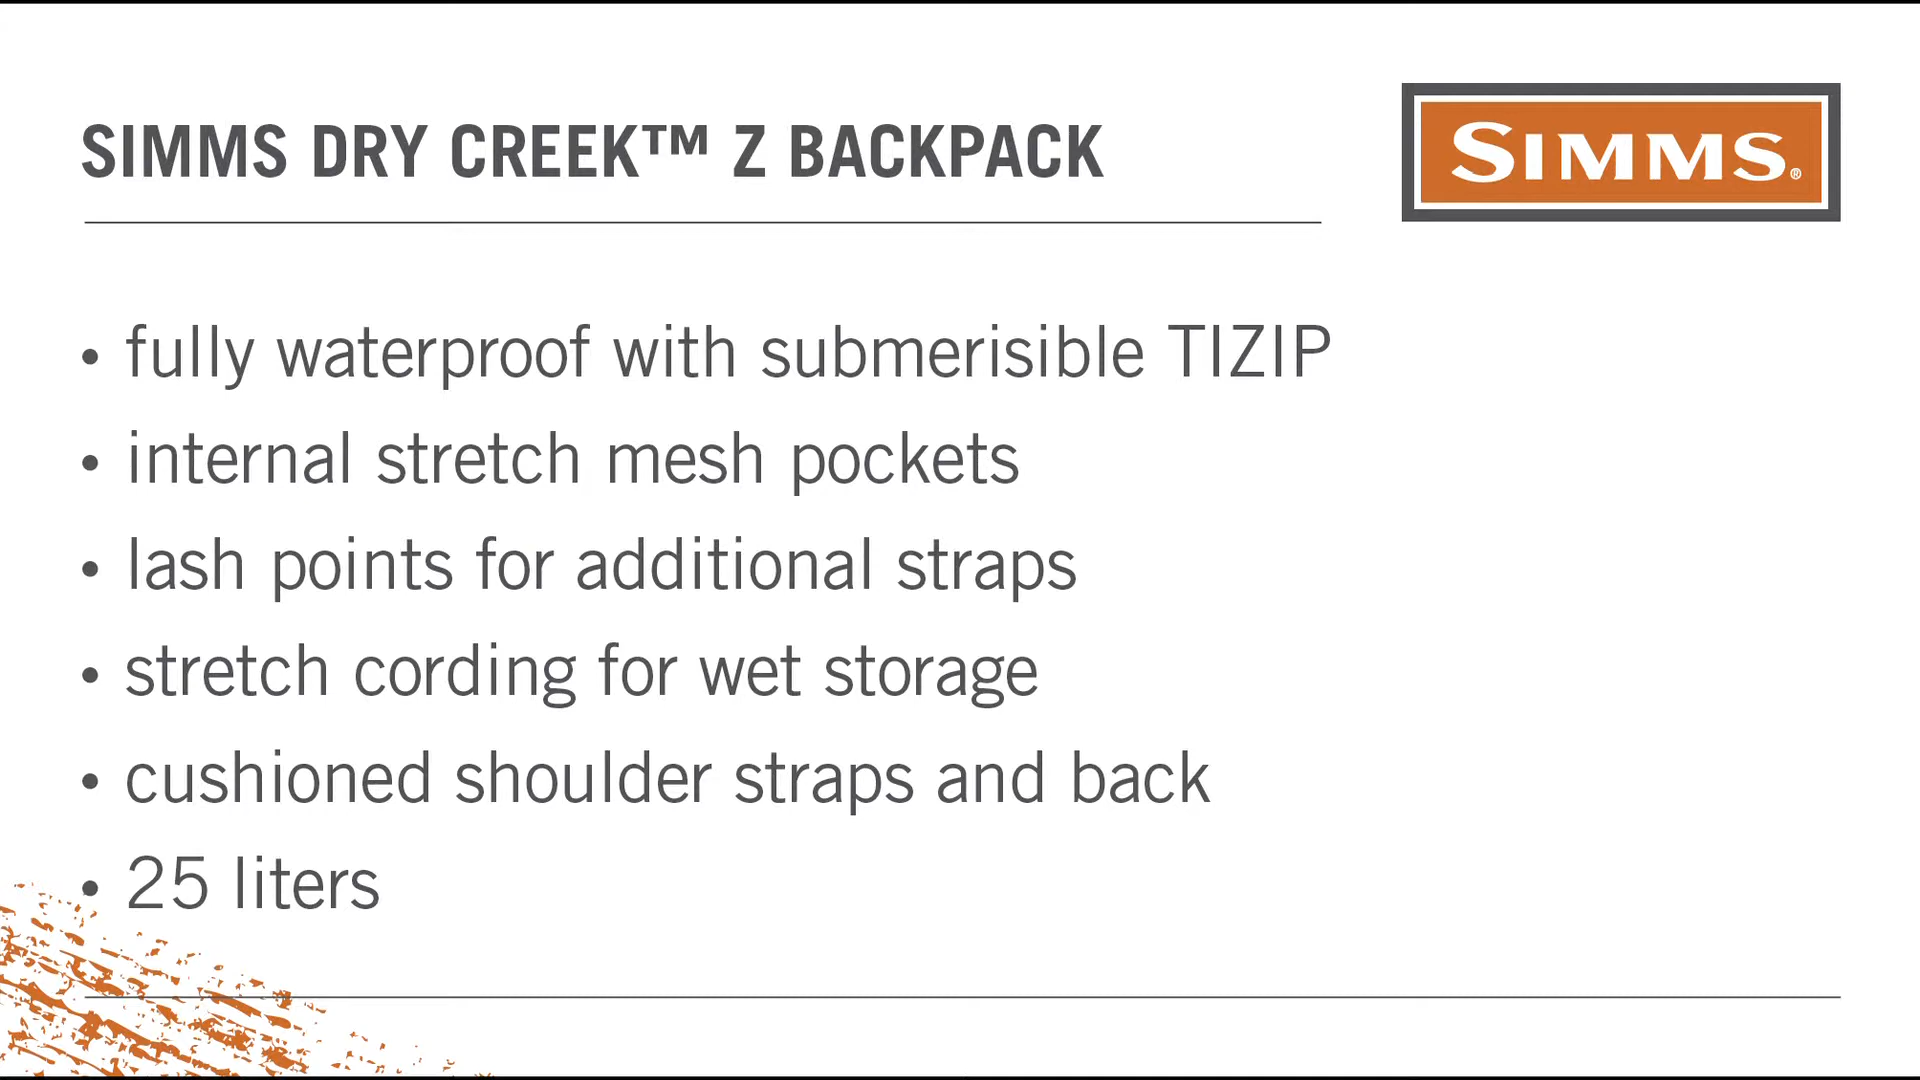 SIMMS DRY CREEK™ Z BACKPACK
SIMMS®
• fully waterproof with submerisible TIZIP
• internal stretch mesh pockets
• lash points for additional straps
• stretch cording for wet storage
• cushioned shoulder straps and back
• 25 liters